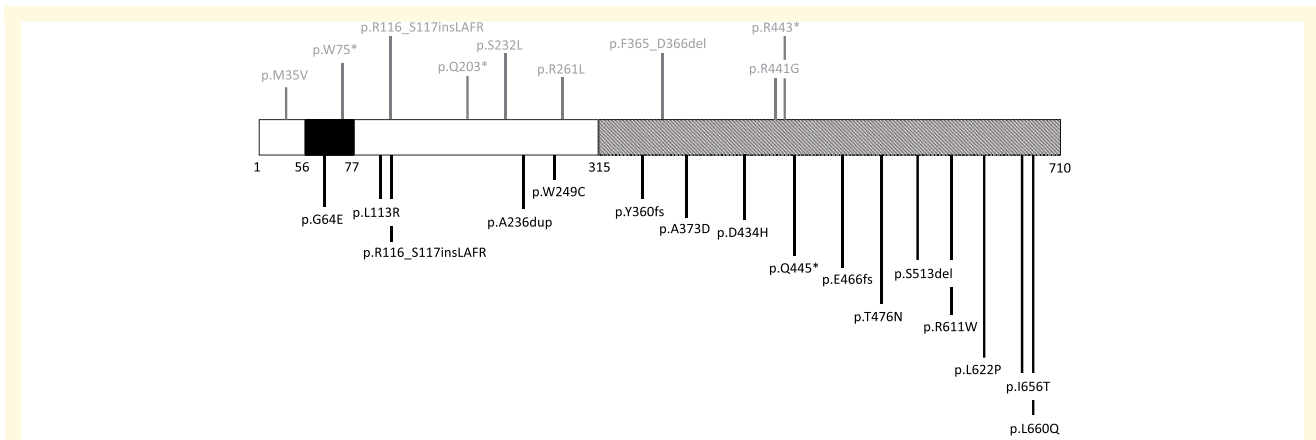 p.R116_S117insLAFR
p.R443*
p.W75*
p.S232L
p.F365_D366del
p.M35V
p.Q203*
p.R261L
p.R441G
1 56 77 315 710
p.G64E
p.L113R
p.A236dup
p.W249C
p.Y360fs
p.A373D
p.D434H
p.R116_S117insLAFR
p.Q445*
p.E466fs
p.S513del
p.T476N
p.R611W
p.L622P
p.I656T
p.L660Q